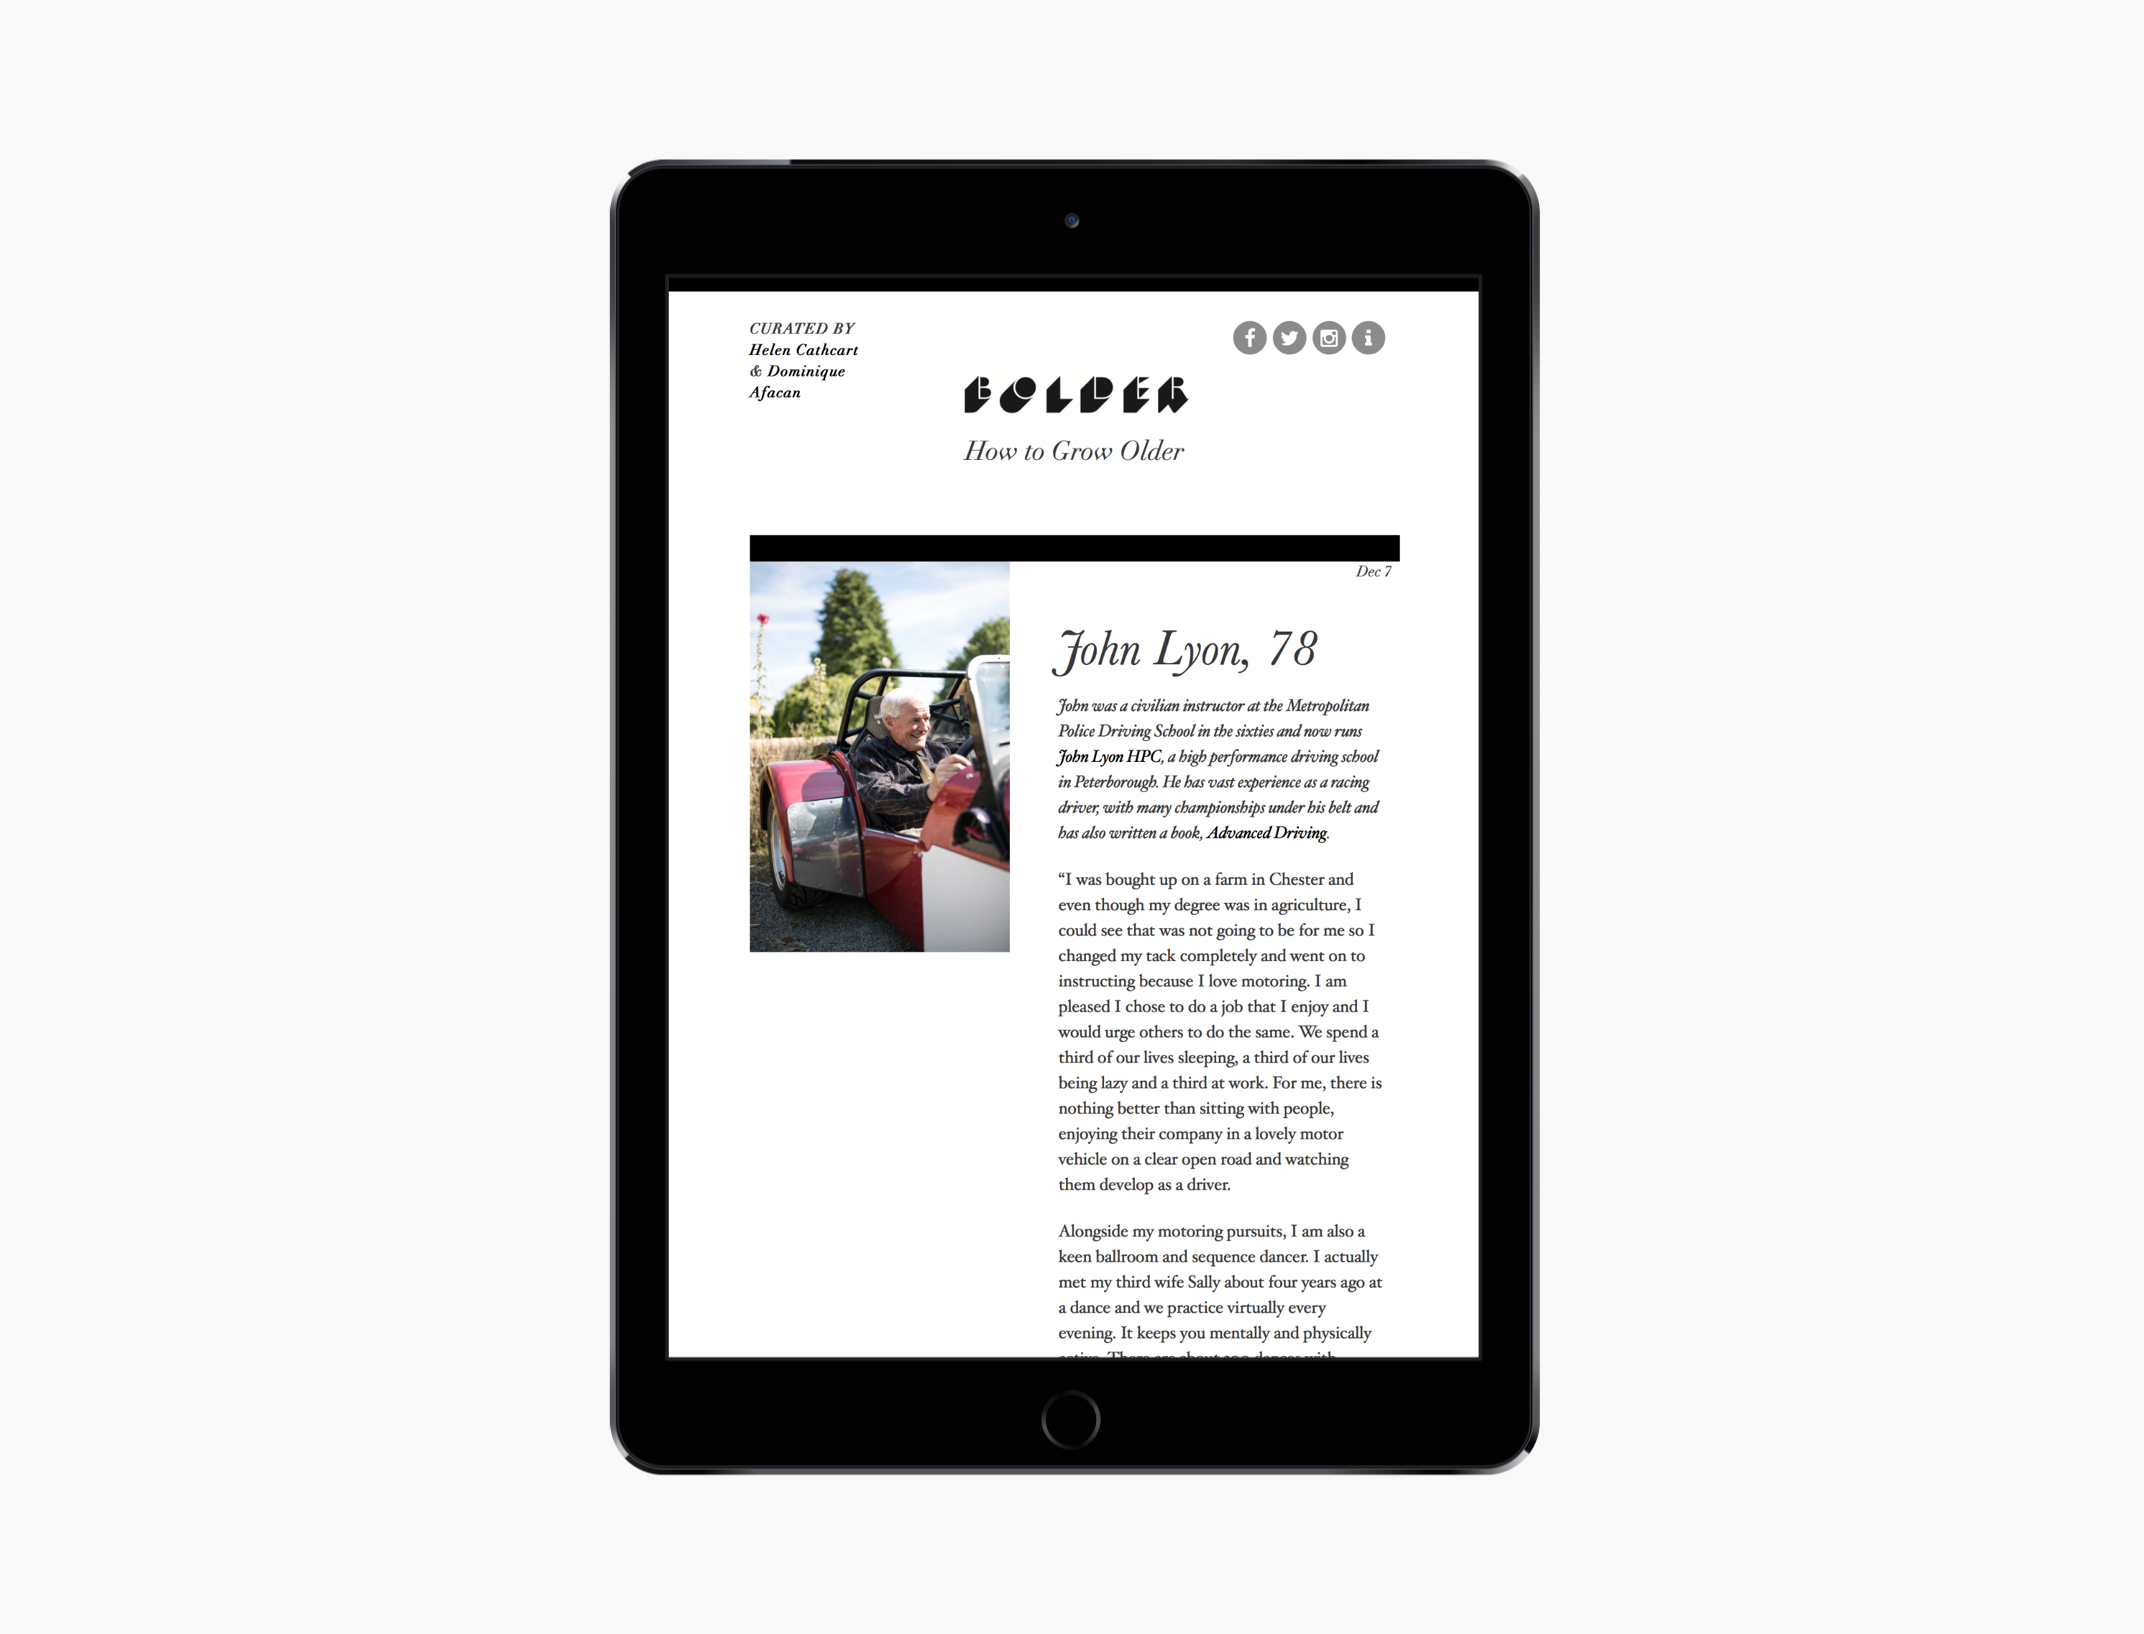 CURATED BY
Helen Cathcart
& Dominique
Afacan
BOLDER
How to Grow Older
Dec 7
John Lyon, 78
John was a civilian instructor at the Metropolitan
Police Driving School in the sixties and now runs
John Lyon HPC, a high performance driving school
in Peterborough. He has vast experience as a racing
driver, with many championships under his belt and
has also written a book, Advanced Driving.
“I was bought up on a farm in Chester and
even though my degree was in agriculture, I
could see that was not going to be for me so I
changed my tack completely and went on to
instructing because I love motoring. I am
pleased I chose to do a job that I enjoy and I
would urge others to do the same. We spend a
third of our lives sleeping, a third of our lives
being lazy and a third at work. For me, there is
nothing better than sitting with people,
enjoying their company in a lovely motor
vehicle on a clear open road and watching
them develop as a driver.
Alongside my motoring pursuits, I am also a
keen ballroom and sequence dancer. I actually
met my third wife Sally about four years ago at
a dance and we practice virtually every
evening. It keeps you mentally and physically